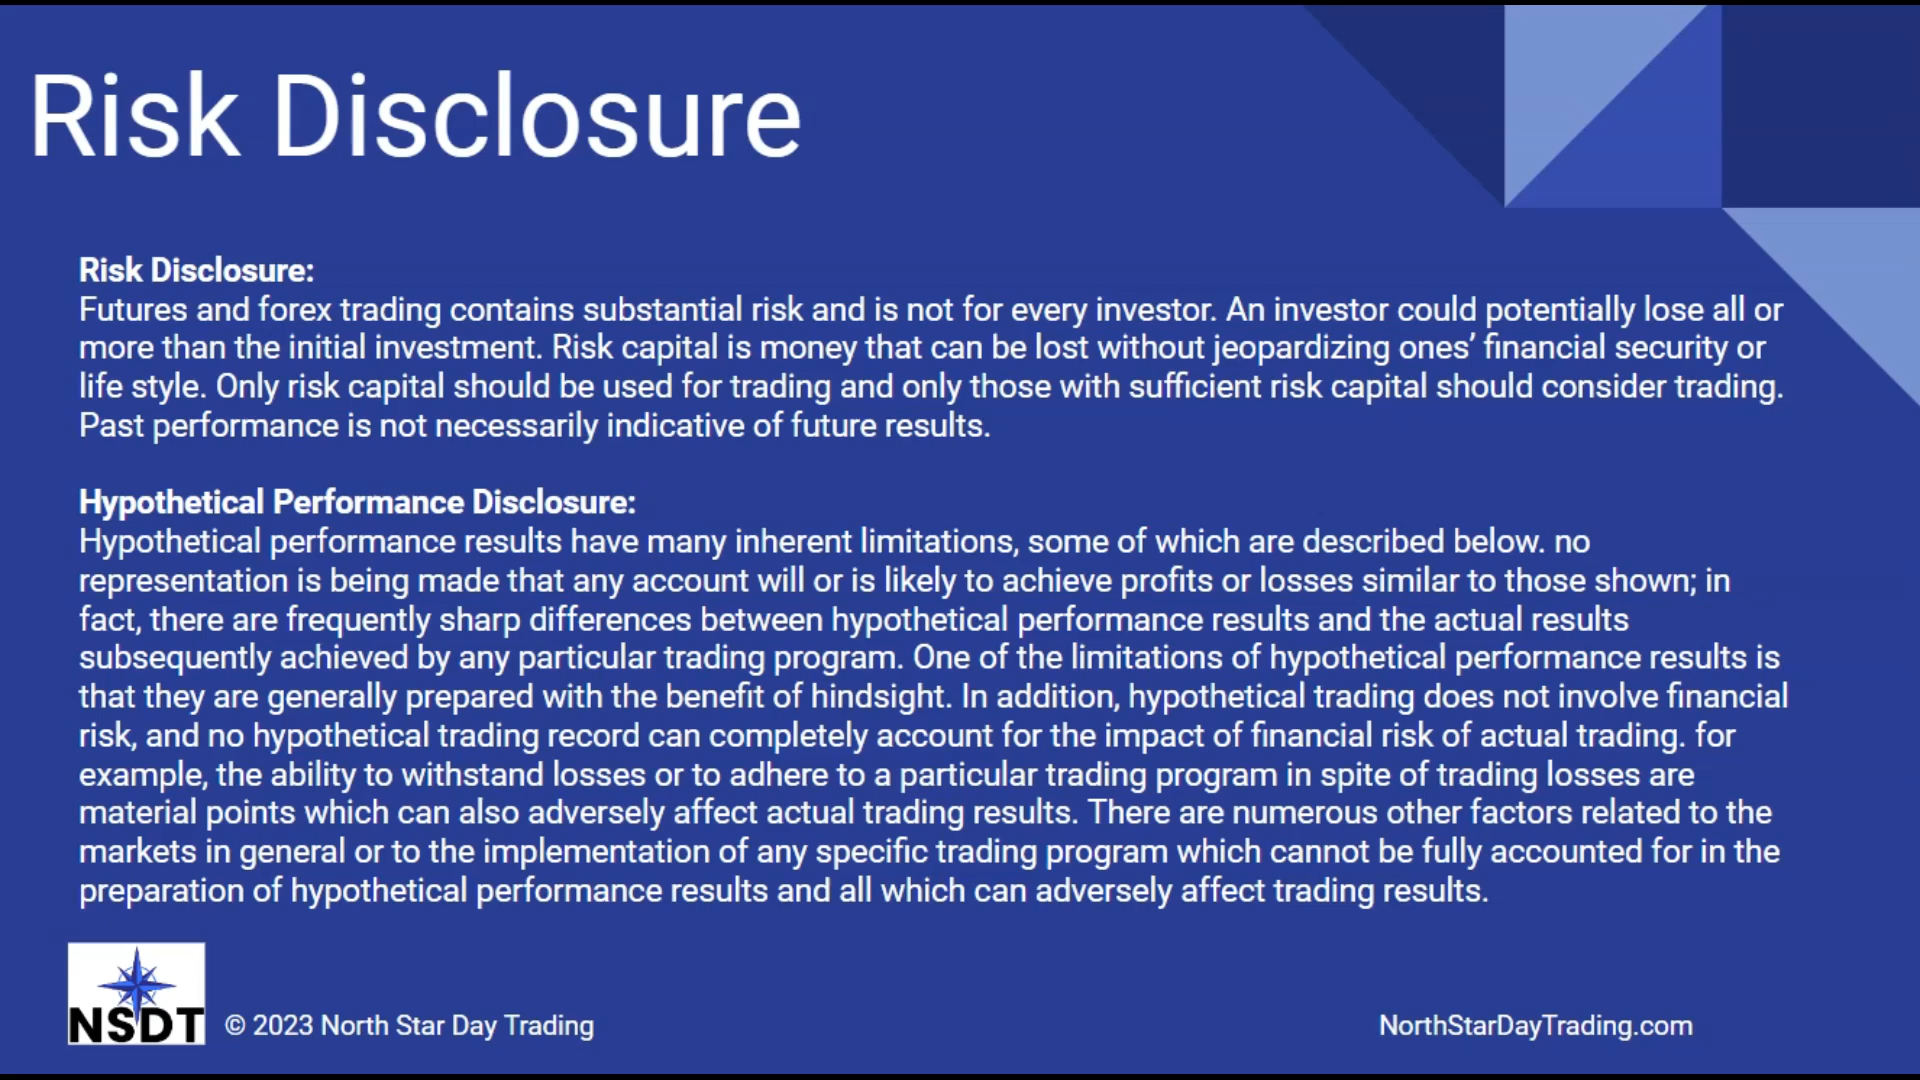 Risk Disclosure
Risk Disclosure:
Futures and forex trading contains substantial risk and is not for every investor. An investor could potentially lose all or
more than the initial investment. Risk capital is money that can be lost without jeopardizing ones’ financial security or
life style. Only risk capital should be used for trading and only those with sufficient risk capital should consider trading.
Past performance is not necessarily indicative of future results.
Hypothetical Performance Disclosure:
Hypothetical performance results have many inherent limitations, some of which are described below. no
representation is being made that any account will or is likely to achieve profits or losses similar to those shown; in
fact, there are frequently sharp differences between hypothetical performance results and the actual results
subsequently achieved by any particular trading program. One of the limitations of hypothetical performance results is
that they are generally prepared with the benefit of hindsight. In addition, hypothetical trading does not involve financial
risk, and no hypothetical trading record can completely account for the impact of financial risk of actual trading. for
example, the ability to withstand losses or to adhere to a particular trading program in spite of trading losses are
material points which can also adversely affect actual trading results. There are numerous other factors related to the
markets in general or to the implementation of any specific trading program which cannot be fully accounted for in the
preparation of hypothetical performance results and all which can adversely affect trading results.
NSDT
© 2023 North Star Day Trading
NorthStarDayTrading.com